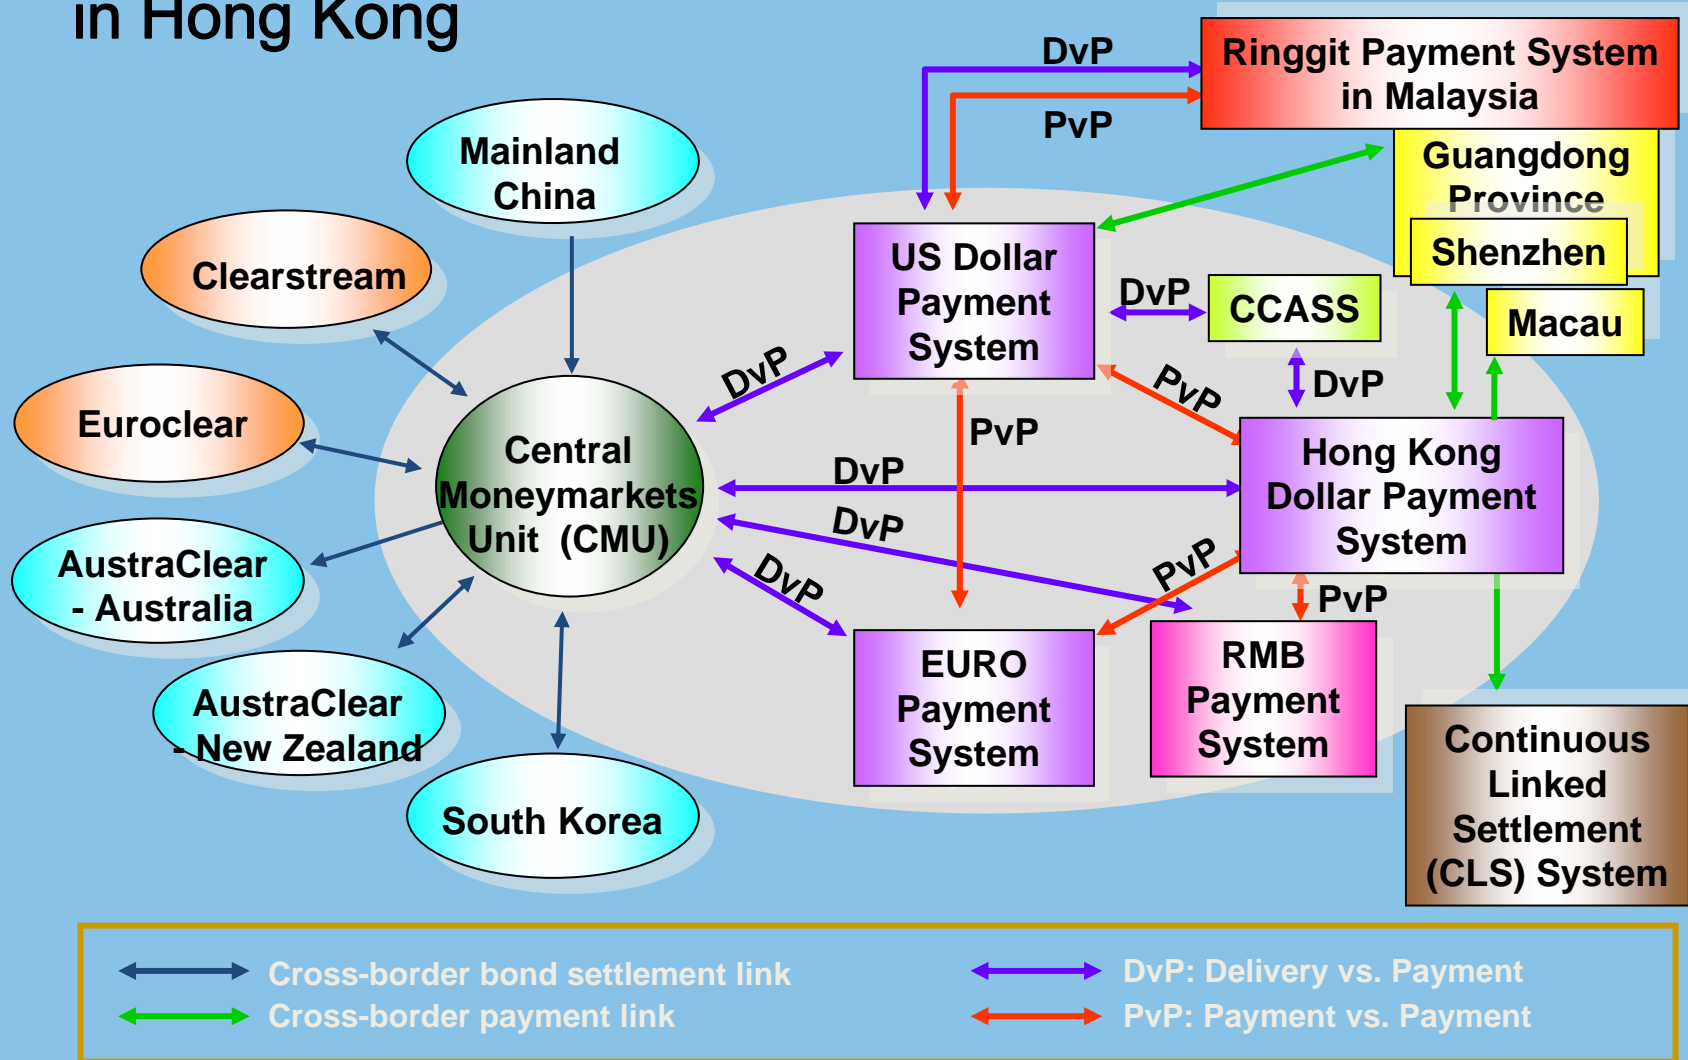 in Hong Kong
DvP
Ringgit Payment System
in Malaysia
PvP
Mainland
China
Guangdong
Province
Shenzhen
Macau
Clearstream
US Dollar
Payment
System
DvP
CCASS
DvP
DvP
PvP
Euroclear
PvP
Central
Moneymarkets
Unit (CMU)
DvP
Hong Kong
Dollar Payment
System
DvP
AustraClear
- Australia
DvP
PvP
PvP
EURO
Payment
System
RMB
Payment
System
AustraClear
- New Zealand
South Korea
Continuous
Linked
Settlement
(CLS) System
Cross-border bond settlement link
DvP: Delivery vs. Payment
Cross-border payment link
PvP: Payment vs. Payment